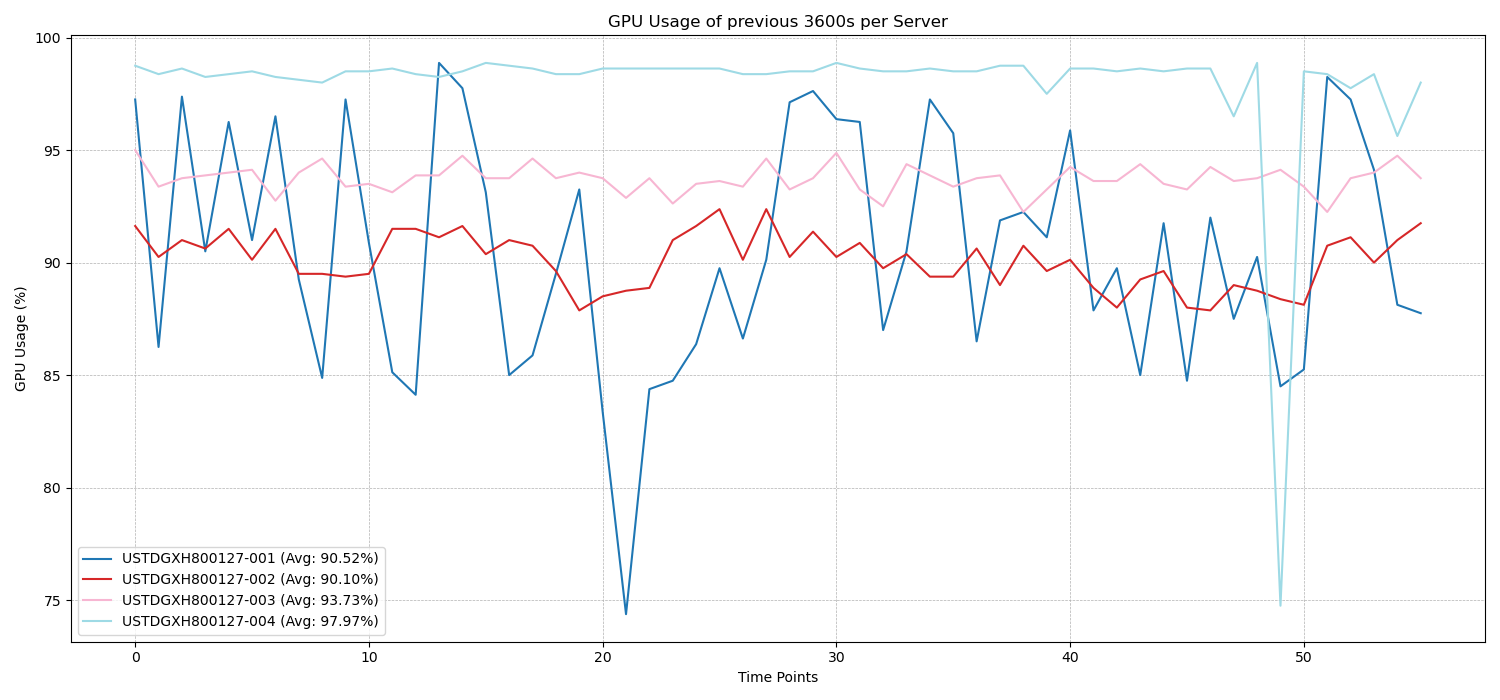 GPU Usage of previous 3600s per Server
GPU Usage (%)
100
95
90
85
80
75
USTDGXH800127-001 (Avg: 90.52%)
USTDGXH800127-002 (Avg: 90.10%)
USTDGXH800127-003 (Avg: 93.73%)
USTDGXH800127-004 (Avg: 97.97%)
0 10 20 30 40 50
Time Points